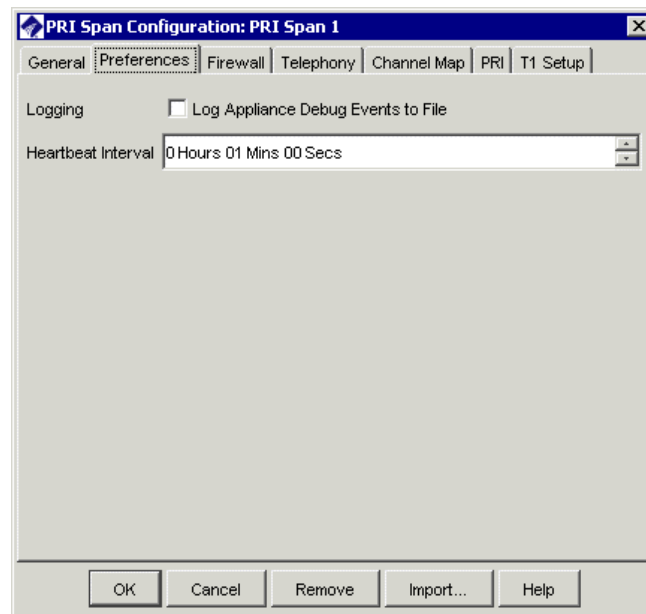 PRI Span Configuration: PRI Span 1
General Preferences Firewall Telephony Channel Map PRI T1 Setup
Logging Log Appliance Debug Events to File
Heartbeat Interval 0 Hours 01 Mins 00 Secs
OK Cancel Remove Import... Help